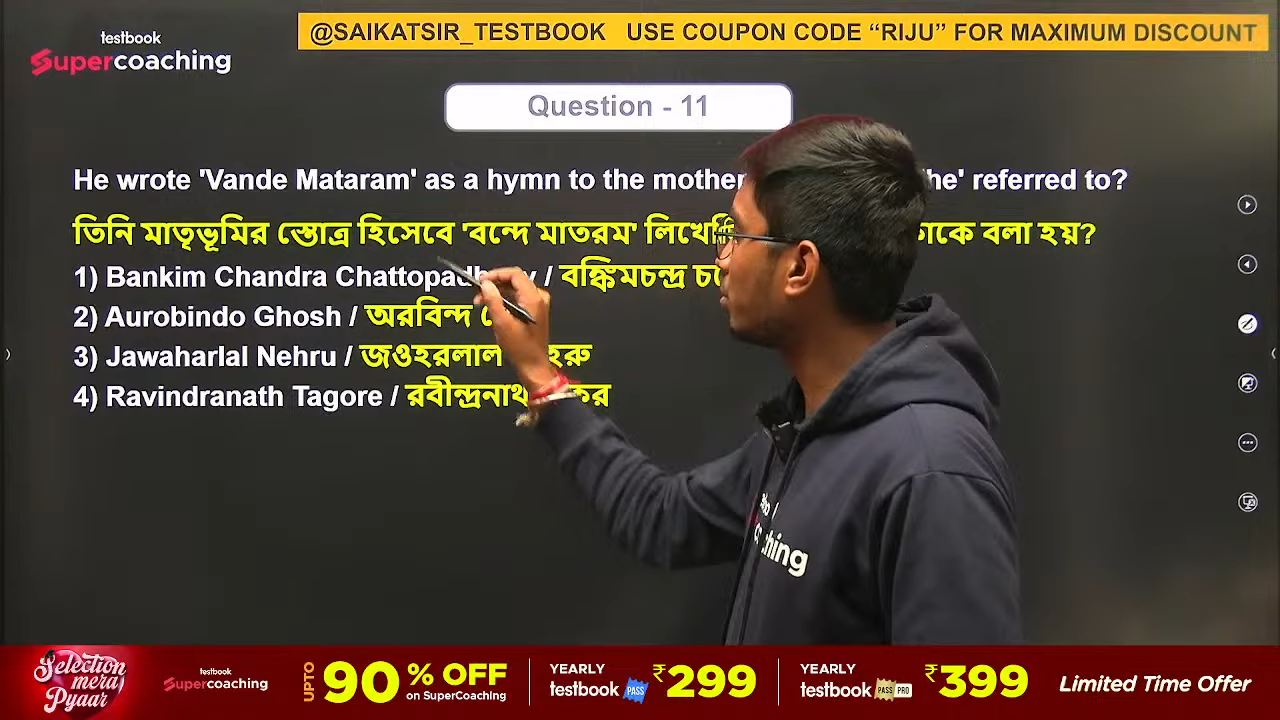 testbook
Supercoaching
@SAIKATSIR_TESTBOOK USE COUPON CODE “RIJU” FOR MAXIMUM DISCOUNT
Question - 11
He wrote 'Vande Mataram' as a hymn to the mother 'he' referred to?
তিনি মাতৃভূমির স্তোত্র হিসেবে 'বন্দে মাতরম' কাকে বলা হয়?
1) Bankim Chandra / বঙ্কিমচন্দ্র
2) Aurobindo Ghosh / অরবিন্দ
3) Jawaharlal Nehru / জওহরলাল
4) Ravindranath Tagore / রবীন্দ্রনাথ
Selection mera Pyaar
testbook
Supercoaching
UPTO 90% OFF on SuperCoaching
YEARLY testbook PASS ₹299
YEARLY testbook PASS PRO ₹399
Limited Time Offer